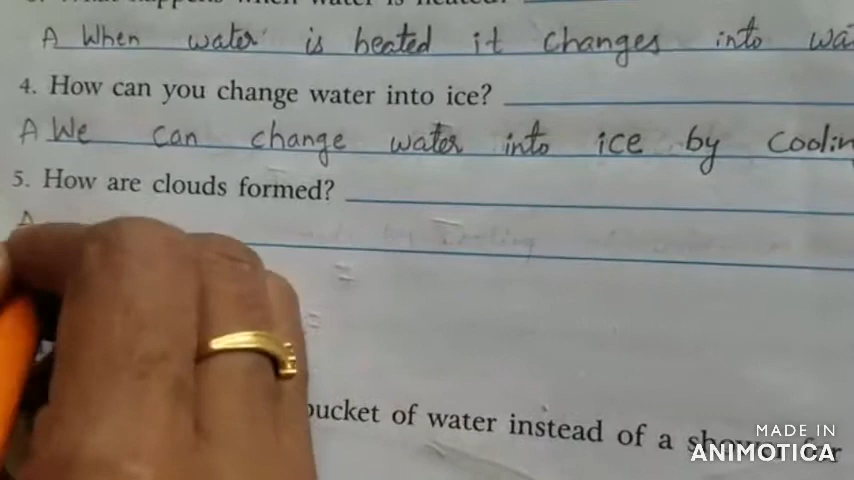 A When water is heated it changes into
4. How can you change water into ice?
A We can change water into ice by
5. How are clouds formed?
A
bucket of water instead of a
MADE IN
ANIMOTICA